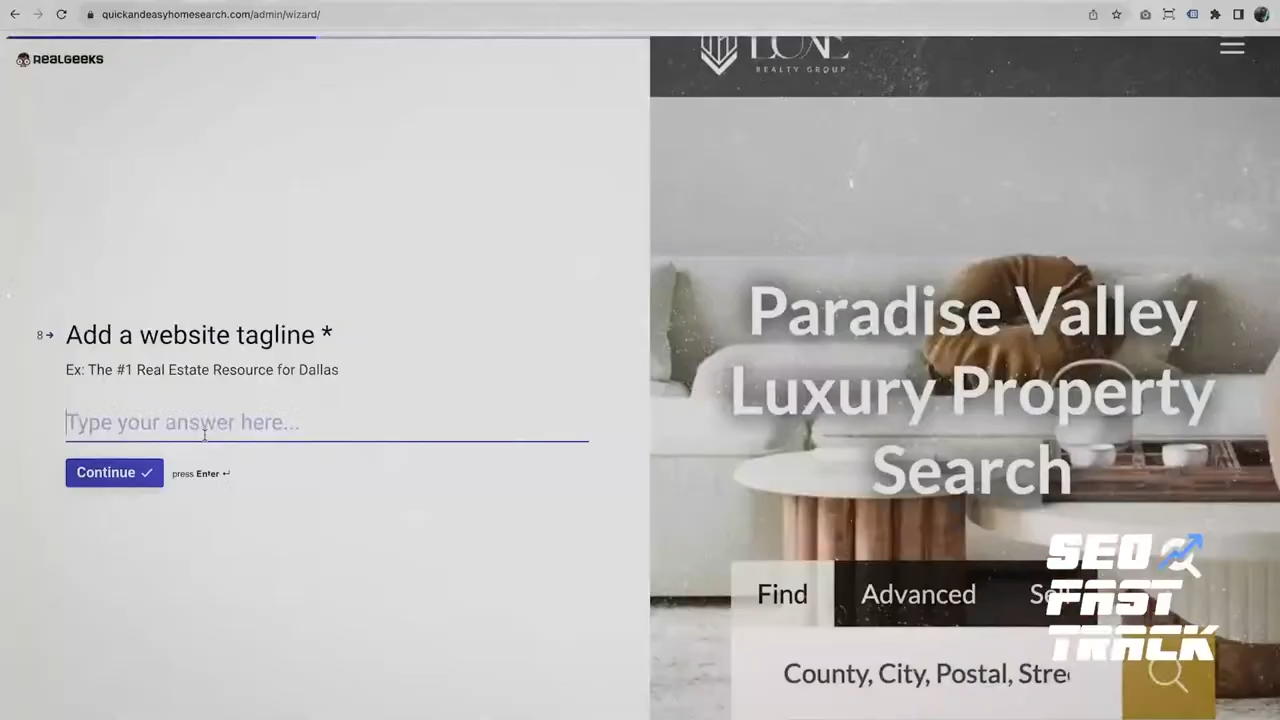 quickandeasyhomesearch.com/admin/wizard/
REALGEEKS
8
Add a website tagline *
Ex: The #1 Real Estate Resource for Dallas
Type your answer here...
Continue
press Enter
REALTY GROUP
Paradise Valley
Luxury Property
Search
Find
Advanced
County, City, Postal, Stre
SEO
FAST
TRACK